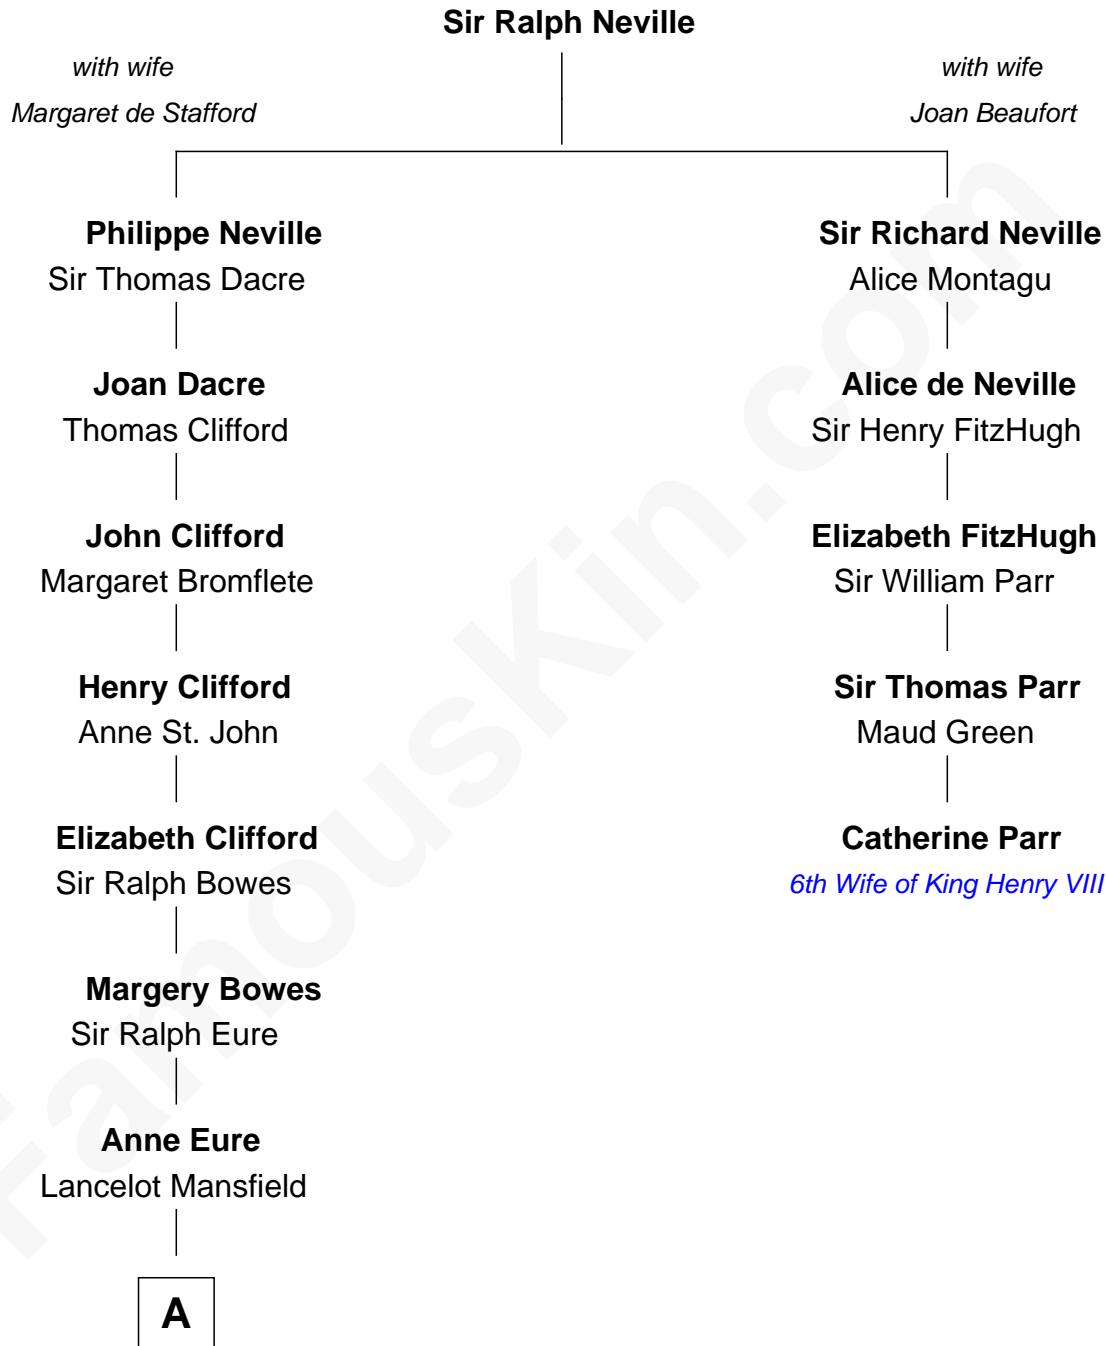 Sir Ralph Neville
with wife
Margaret de Stafford
with wife
Joan Beaufort
Philippe Neville
Sir Thomas Dacre
Joan Dacre
Thomas Clifford
John Clifford
Margaret Bromflete
Henry Clifford
Anne St. John
Elizabeth Clifford
Sir Ralph Bowes
Margery Bowes
Sir Ralph Eure
Anne Eure
Lancelot Mansfield
A
Sir Richard Neville
Alice Montagu
Alice de Neville
Sir Henry FitzHugh
Elizabeth FitzHugh
Sir William Parr
Sir Thomas Parr
Maud Green
Catherine Parr
6th Wife of King Henry VIII
FamousKin.com